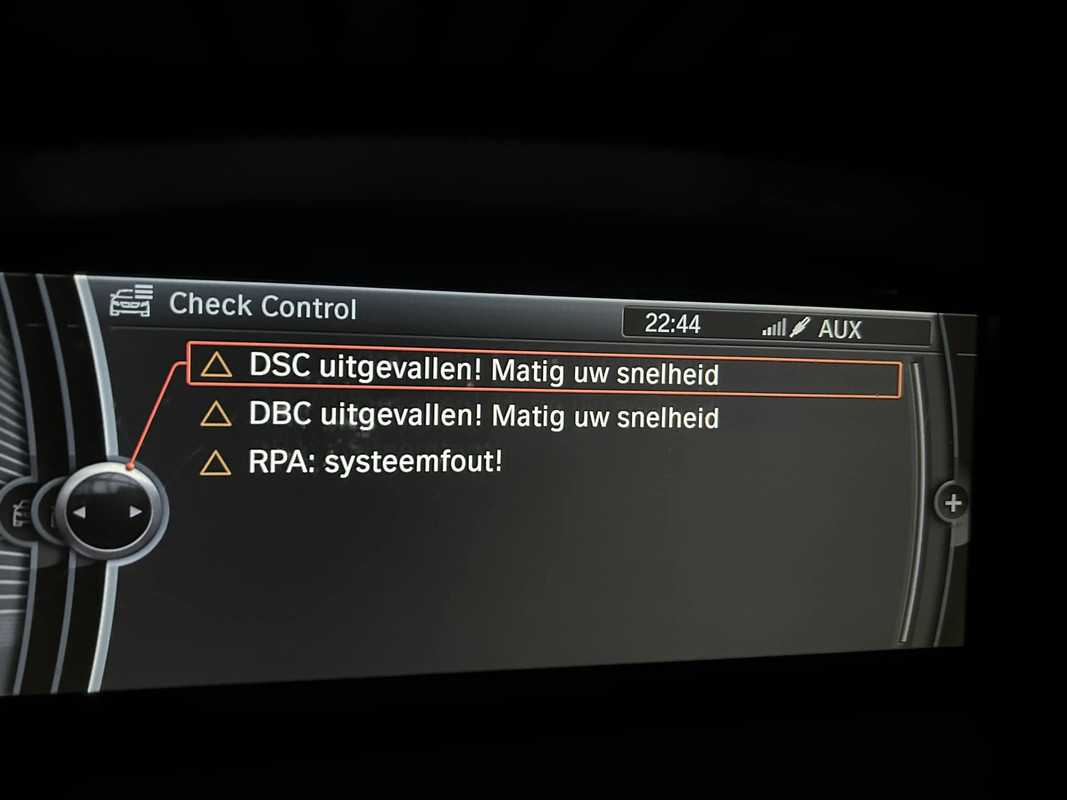 Check Control
22:44 AUX
DSC uitgevallen! Matig uw snelheid
DBC uitgevallen! Matig uw snelheid
RPA: systeemfout!